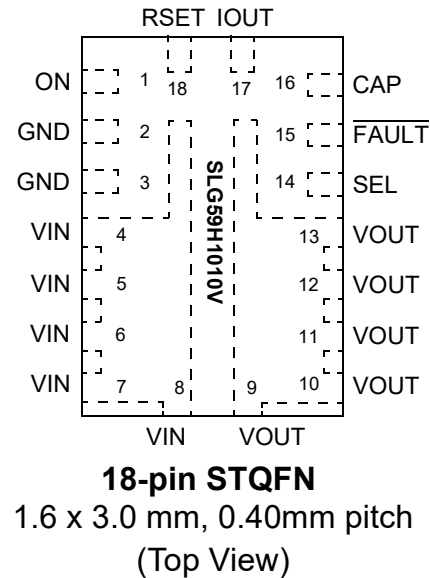 RSET IOUT
ON 1 18 17 16 CAP
GND 2 15 FAULT
GND 3 14 SEL
SLG59H1010V
VIN 4 13 VOUT
VIN 5 12 VOUT
VIN 6 11 VOUT
VIN 7 8 9 10 VOUT
VIN VOUT
18-pin STQFN
1.6 x 3.0 mm, 0.40mm pitch
(Top View)